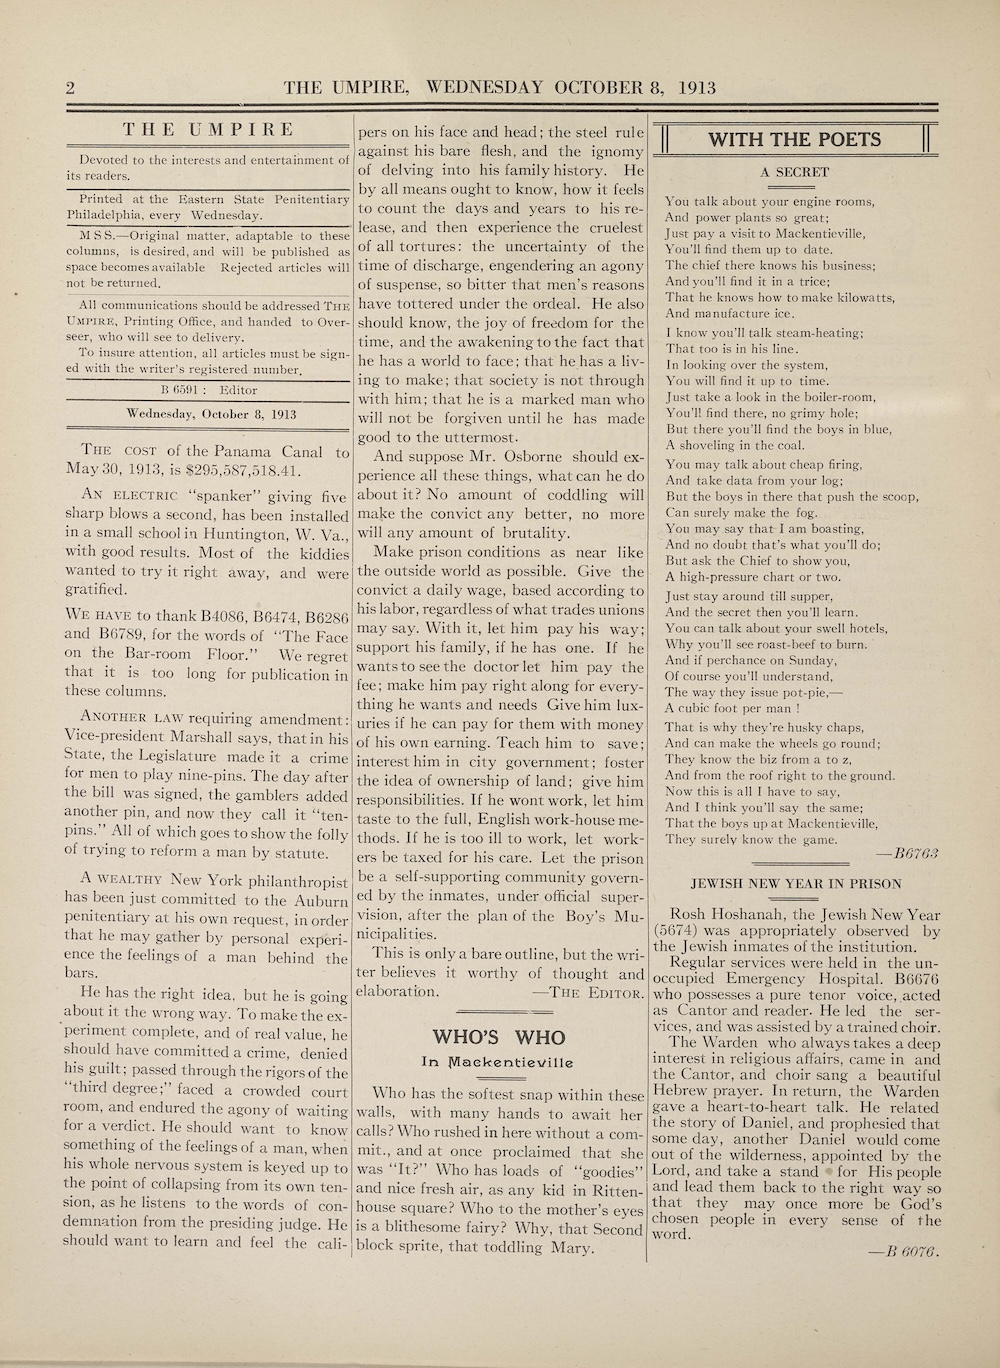 2
THE UMPIRE, WEDNESDAY OCTOBER 8, 1913
THE UMPIRE
Devoted to the interests and entertainment of
its readers.
Printed at the Eastern State Penitentiary
Philadelphia, every Wednesday.
M S S.—Original matter, adaptable to these
columns, is desired, and will be published as
space becomes available Rejected articles will
not be returned.
All communications should be addressed THE
UMPIRE, Printing Office, and handed to Over-
seer, who will see to delivery.
To insure attention, all articles must be sign-
ed with the writer's registered number.
B 6591 : Editor
Wednesday, October 8, 1913
THE COST of the Panama Canal to
May 30, 1913, is $295,587,518.41.
AN ELECTRIC "spanker" giving five
sharp blows a second, has been installed
in a small school in Huntington, W. Va.,
with good results. Most of the kiddies
wanted to try it right away, and were
gratified.
WE HAVE to thank B4086, B6474, B6286
and B6789, for the words of "The Face
on the Bar-room Floor." We regret
that it is too long for publication in
these columns.
ANOTHER LAW requiring amendment:
Vice-president Marshall says, that in his
State, the Legislature made it a crime
for men to play nine-pins. The day after
the bill was signed, the gamblers added
another pin, and now they call it "ten-
pins." All of which goes to show the folly
of trying to reform a man by statute.
A WEALTHY New York philanthropist
has been just committed to the Auburn
penitentiary at his own request, in order
that he may gather by personal experi-
ence the feelings of a man behind the
bars.
He has the right idea, but he is going
about it the wrong way. To make the ex-
periment complete, and of real value, he
should have committed a crime, denied
his guilt; passed through the rigors of the
"third degree;" faced a crowded court
room, and endured the agony of waiting
for a verdict. He should want to know
something of the feelings of a man, when
his whole nervous system is keyed up to
the point of collapsing from its own ten-
sion, as he listens to the words of con-
demnation from the presiding judge. He
should want to learn and feel the cali-
pers on his face and head; the steel rule
against his bare flesh, and the ignomy
of delving into his family history. He
by all means ought to know, how it feels
to count the days and years to his re-
lease, and then experience the cruelest
of all tortures: the uncertainty of the
time of discharge, engendering an agony
of suspense, so bitter that men's reasons
have tottered under the ordeal. He also
should know, the joy of freedom for the
time, and the awakening to the fact that
he has a world to face; that he has a liv-
ing to make; that society is not through
with him; that he is a marked man who
will not be forgiven until he has made
good to the uttermost.
And suppose Mr. Osborne should ex-
perience all these things, what can he do
about it? No amount of coddling will
make the convict any better, no more
will any amount of brutality.
Make prison conditions as near like
the outside world as possible. Give the
convict a daily wage, based according to
his labor, regardless of what trades unions
may say. With it, let him pay his way;
support his family, if he has one. If he
wants to see the doctor let him pay the
fee; make him pay right along for every-
thing he wants and needs Give him lux-
uries if he can pay for them with money
of his own earning. Teach him to save;
interest him in city government; foster
the idea of ownership of land; give him
responsibilities. If he wont work, let him
taste to the full, English work-house me-
thods. If he is too ill to work, let work-
ers be taxed for his care. Let the prison
be a self-supporting community govern-
ed by the inmates, under official super-
vision, after the plan of the Boy's Mu-
nicipalities.
This is only a bare outline, but the wri-
ter believes it worthy of thought and
elaboration. —THE EDITOR.
WHO'S WHO
In Mackentieville
Who has the softest snap within these
walls, with many hands to await her
calls? Who rushed in here without a com-
mit., and at once proclaimed that she
was "It?" Who has loads of "goodies"
and nice fresh air, as any kid in Ritten-
house square? Who to the mother's eyes
is a blithesome fairy? Why, that Second
block sprite, that toddling Mary.
WITH THE POETS
A SECRET
You talk about your engine rooms,
And power plants so great;
Just pay a visit to Mackentieville,
You'll find them up to date.
The chief there knows his business;
And you'll find it in a trice;
That he knows how to make kilowatts,
And manufacture ice.
I know you'll talk steam-heating;
That too is in his line.
In looking over the system,
You will find it up to time.
Just take a look in the boiler-room,
You'll find there, no grimy hole;
But there you'll find the boys in blue,
A shoveling in the coal.
You may talk about cheap firing,
And take data from your log;
But the boys in there that push the scoop,
Can surely make the fog.
You may say that I am boasting,
And no doubt that's what you'll do;
But ask the Chief to show you,
A high-pressure chart or two.
Just stay around till supper,
And the secret then you'll learn.
You can talk about your swell hotels,
Why you'll see roast-beef to burn.
And if perchance on Sunday,
Of course you'll understand,
The way they issue pot-pie,—
A cubic foot per man !
That is why they're husky chaps,
And can make the wheels go round;
They know the biz from a to z,
And from the roof right to the ground.
Now this is all I have to say,
And I think you'll say the same;
That the boys up at Mackentieville,
They surely know the game.
—B6763
JEWISH NEW YEAR IN PRISON
Rosh Hoshanah, the Jewish New Year
(5674) was appropriately observed by
the Jewish inmates of the institution.
Regular services were held in the un-
occupied Emergency Hospital. B6676
who possesses a pure tenor voice, acted
as Cantor and reader. He led the ser-
vices, and was assisted by a trained choir.
The Warden who always takes a deep
interest in religious affairs, came in and
the Cantor, and choir sang a beautiful
Hebrew prayer. In return, the Warden
gave a heart-to-heart talk. He related
the story of Daniel, and prophesied that
some day, another Daniel would come
out of the wilderness, appointed by the
Lord, and take a stand for His people
and lead them back to the right way so
that they may once more be God's
chosen people in every sense of the
word.
—B 6076.